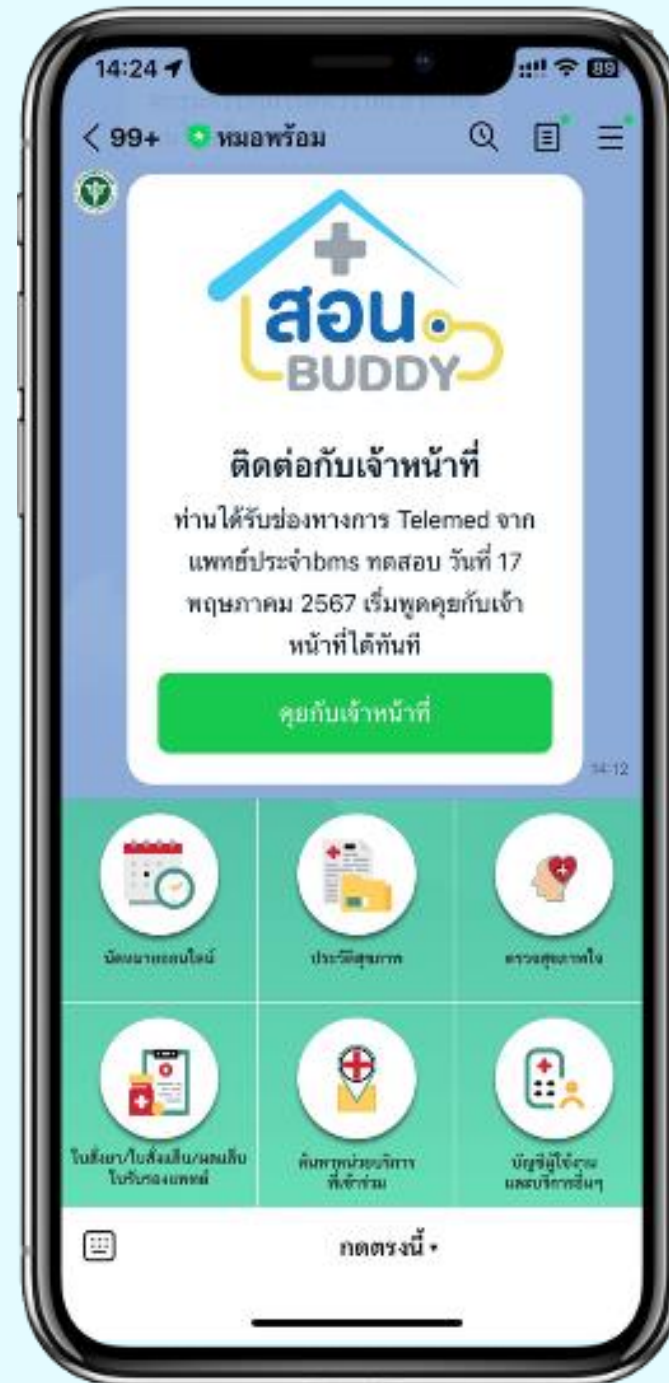 14:24
89
99+ หมอพร้อม
สอน
BUDDY
ติดต่อกับเจ้าหน้าที่
ท่านได้รับช่องทางการ Telemed จาก
แพทย์ประจำbms ทดสอบ วันที่ 17
พฤษภาคม 2567 เริ่มพูดคุยกับเจ้า
หน้าที่ได้ทันที
คุยกับเจ้าหน้าที่
14:12
นัดหมายออนไลน์
ประวัติสุขภาพ
ตรวจสุขภาพใจ
ใบสั่งยา/ใบสั่งแล็บ/ผลแล็บ
ใบรับรองแพทย์
ค้นหาหน่วยบริการ
ที่เข้าร่วม
บัญชีผู้ใช้งาน
และบริการอื่นๆ
กดตรงนี้